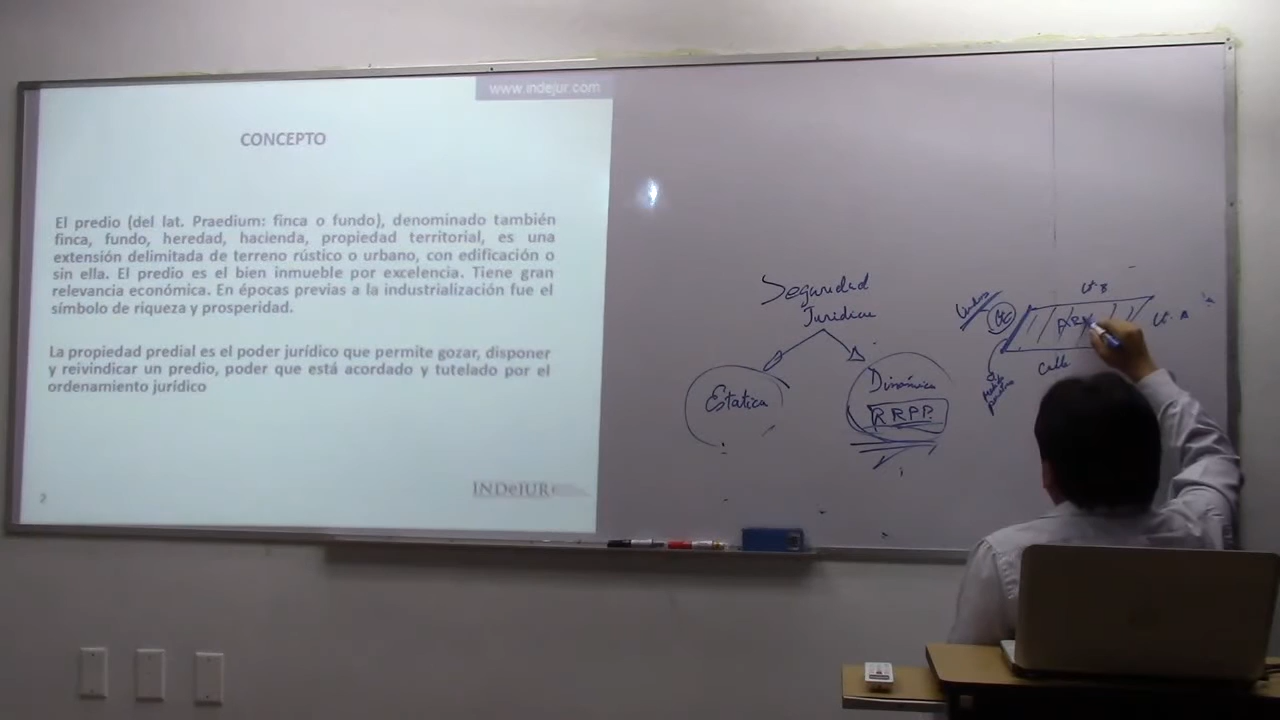 www.indejur.com
CONCEPTO
El predio (del lat. Praedium: finca o fundo), denominado también
finca, fundo, heredad, hacienda, propiedad territorial, es una
extensión delimitada de terreno rústico o urbano, con edificación o
sin ella. El predio es el bien inmueble por excelencia. Tiene gran
relevancia económica. En épocas previas a la industrialización fue el
símbolo de riqueza y prosperidad.
La propiedad predial es el poder jurídico que permite gozar, disponer
y reivindicar un predio, poder que está acordado y tutelado por el
ordenamiento jurídico
INDeJUR
2
Seguridad
Jurídica
Estatica
Dinámica
RRPP.
Calle